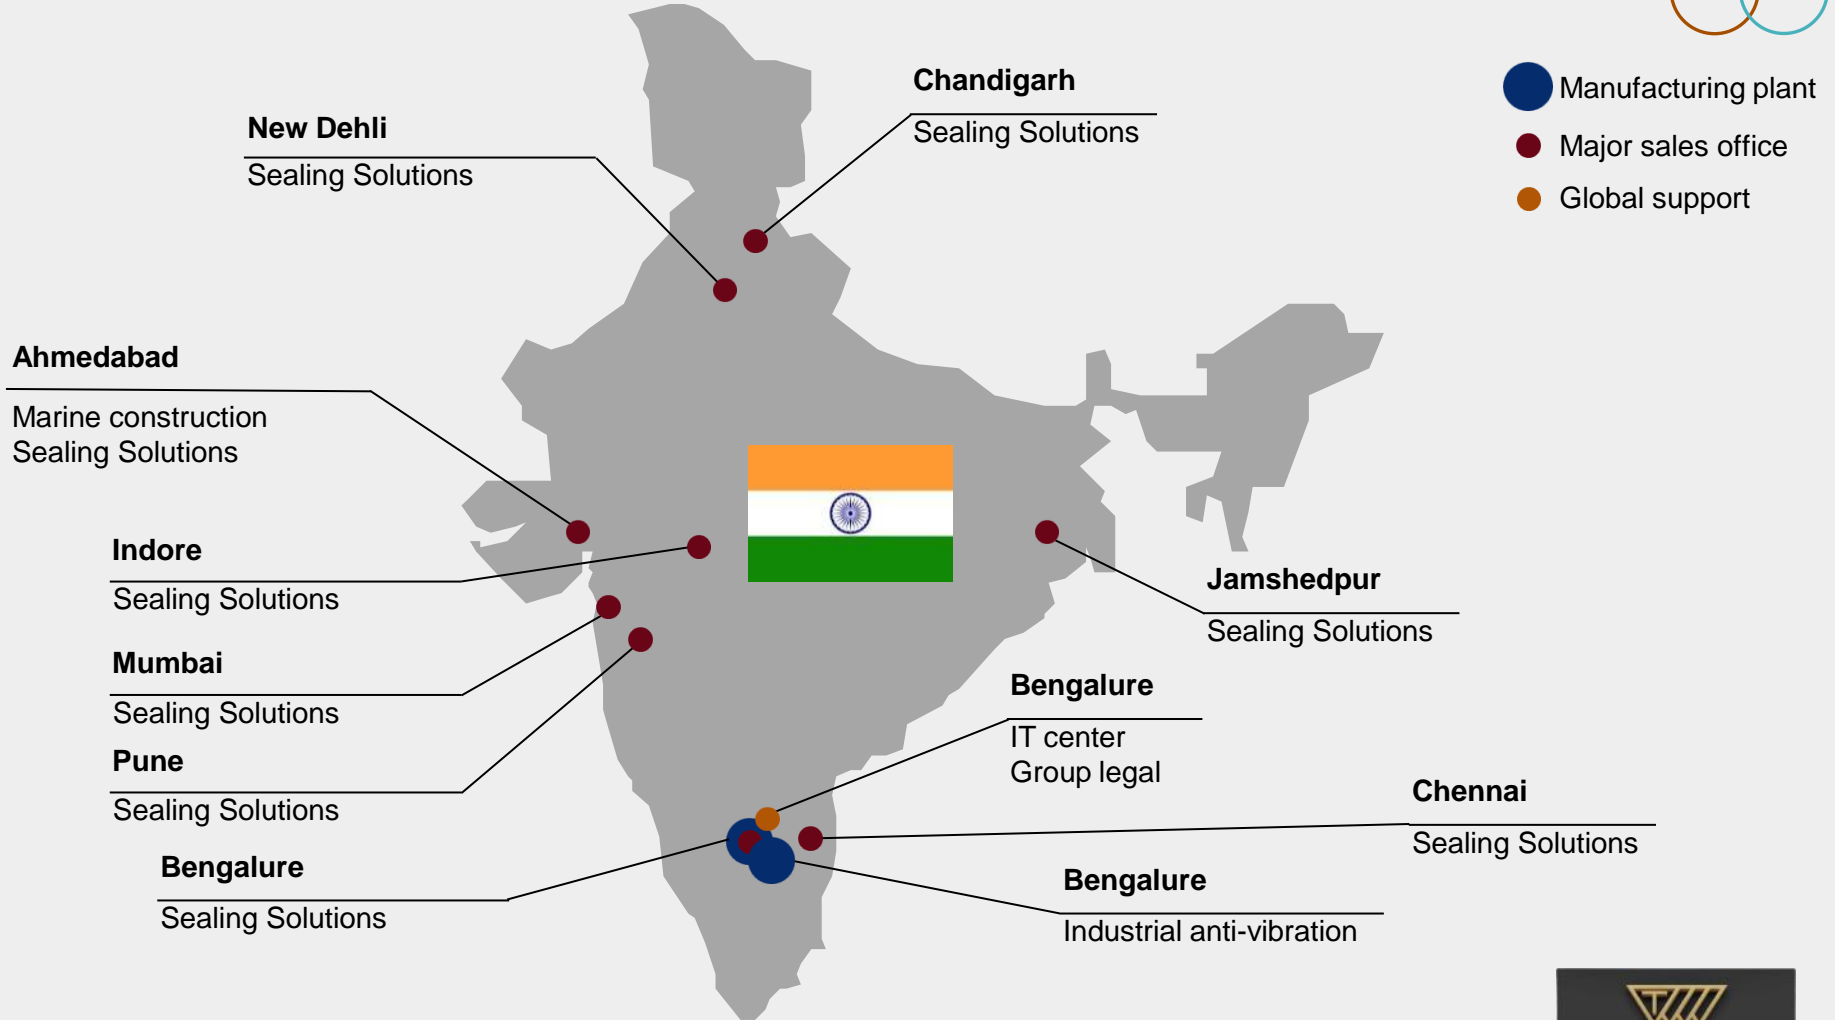 Chandigarh
Sealing Solutions
Manufacturing plant
Major sales office
Global support
New Dehli
Sealing Solutions
Ahmedabad
Marine construction
Sealing Solutions
Indore
Sealing Solutions
Jamshedpur
Sealing Solutions
Mumbai
Sealing Solutions
Bengalure
IT center
Group legal
Pune
Sealing Solutions
Chennai
Sealing Solutions
Bengalure
Sealing Solutions
Bengalure
Industrial anti-vibration